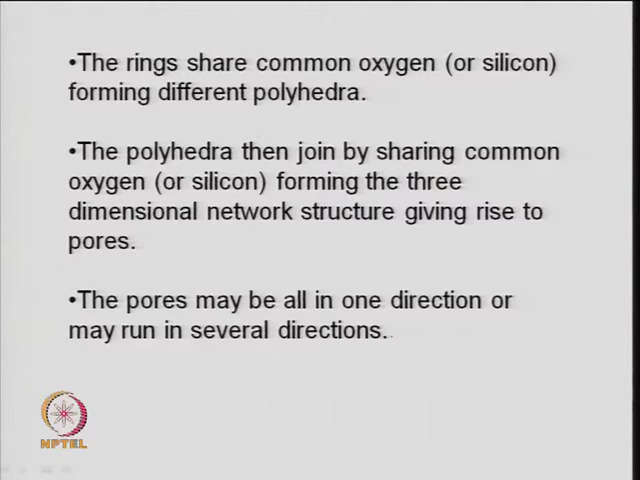 •The rings share common oxygen (or silicon)
forming different polyhedra.
•The polyhedra then join by sharing common
oxygen (or silicon) forming the three
dimensional network structure giving rise to
pores.
•The pores may be all in one direction or
may run in several directions.
NPTEL